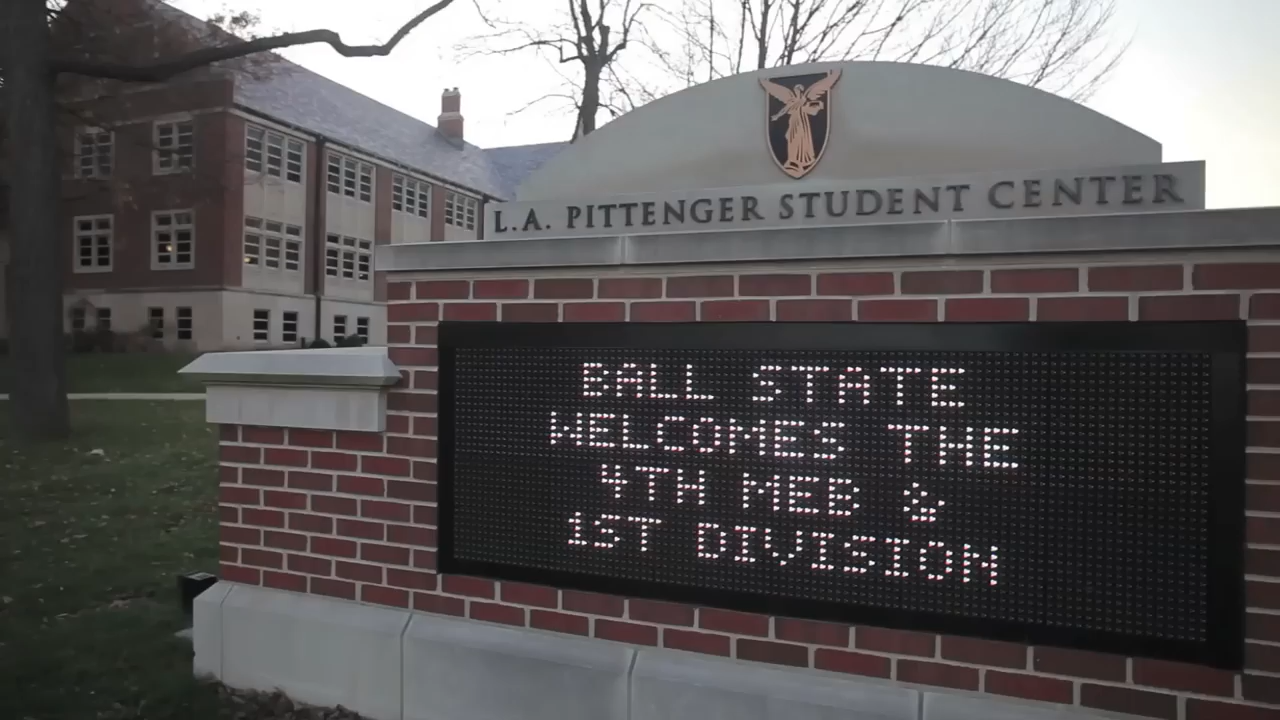 L.A. PITTENGER STUDENT CENTER
BALL STATE
WELCOMES THE
4TH MEB &
1ST DIVISION